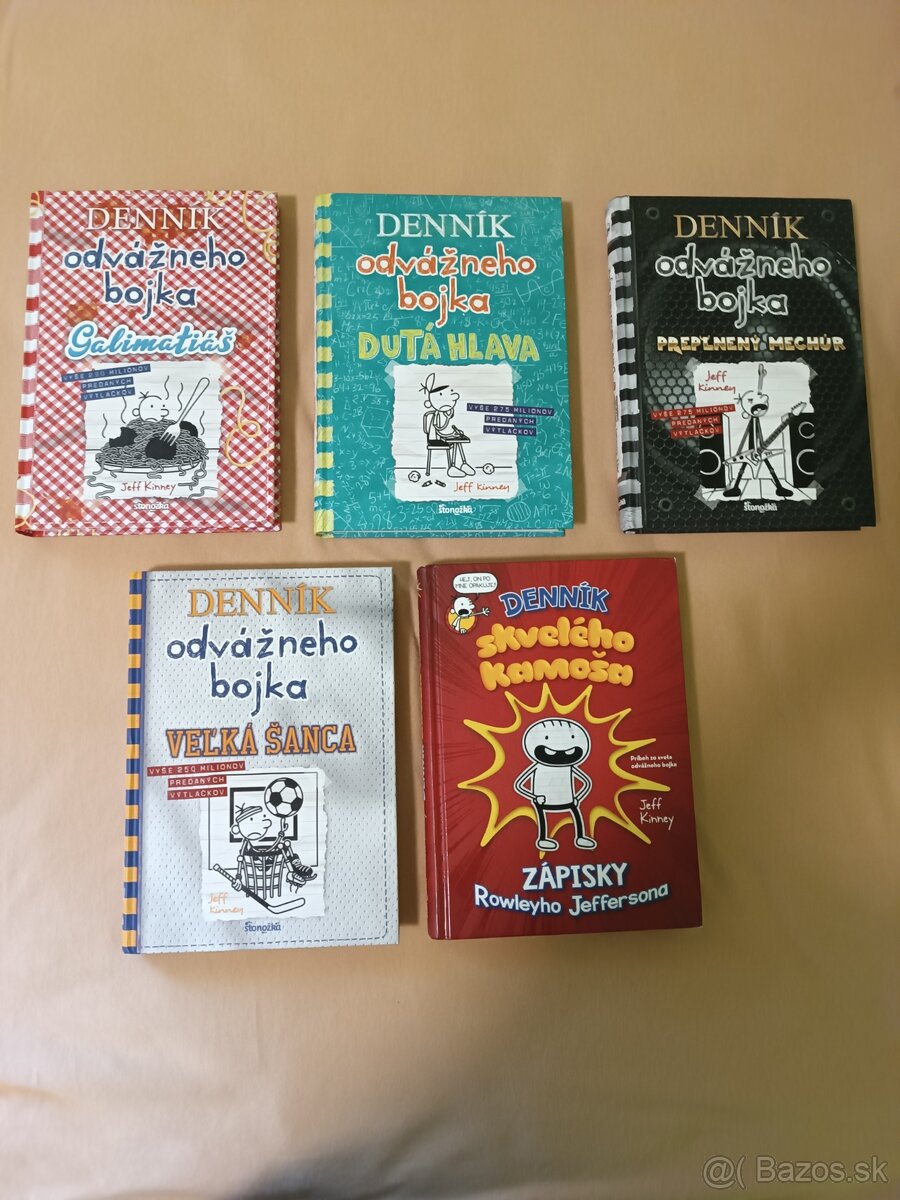 DENNÍK
odvážneho
bojka
Galimatiáš
VYŠE 290 MILIÓNOV
PREDANÝCH
VÝTLAČKOV
Jeff Kinney
stonožka
DENNÍK
odvážneho
bojka
DUTÁ HLAVA
VYŠE 275 MILIÓNOV
PREDANÝCH
VÝTLAČKOV
Jeff Kinney
stonožka
DENNÍK
odvážneho
bojka
PREPLNENÝ MECHÚR
Jeff
Kinney
VYŠE 275 MILIÓNOV
PREDANÝCH
VÝTLAČKOV
stonožka
DENNÍK
odvážneho
bojka
VEĽKÁ ŠANCA
VYŠE 250 MILIÓNOV
PREDANÝCH
VÝTLAČKOV
Jeff
Kinney
stonožka
HEJ, ON PO
MNE OPAKUJE!
DENNÍK
skvelého
kamoša
Príbeh zo sveta
odvážneho bojka
Jeff
Kinney
ZÁPISKY
Rowleyho Jeffersona
@( Bazos.sk